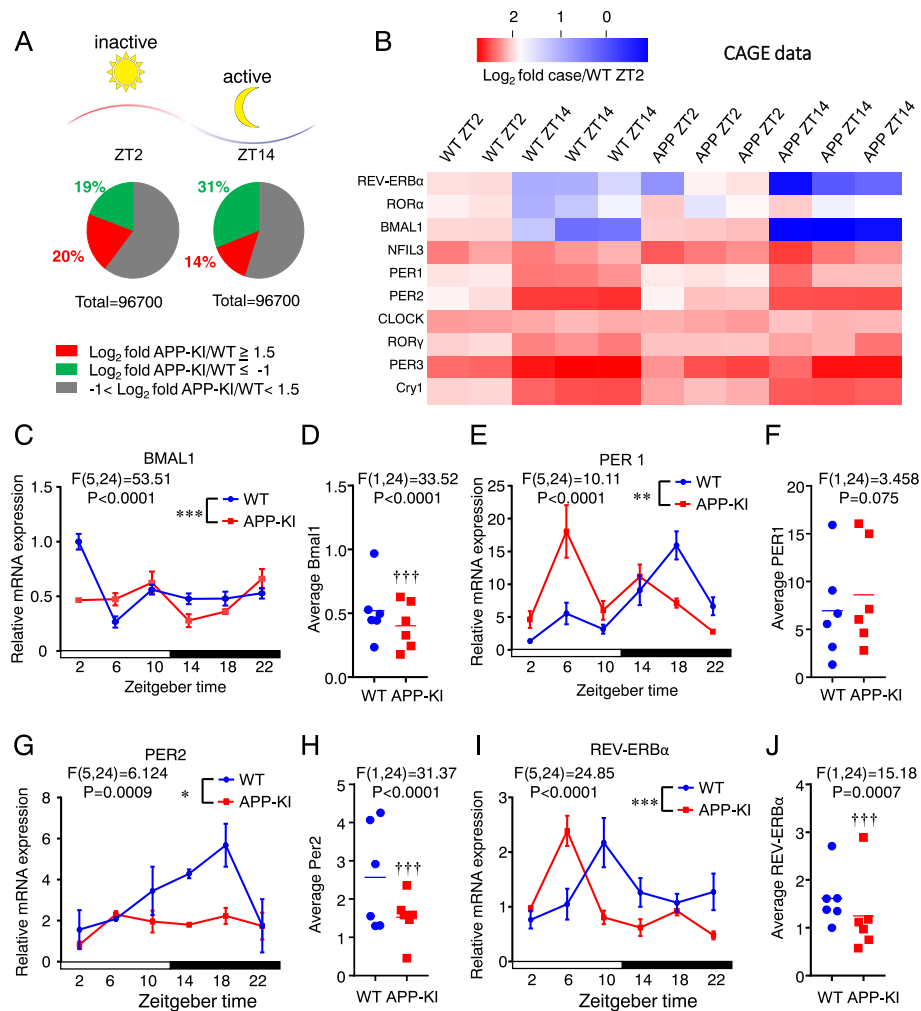 A
inactive
active
ZT2
ZT14
19%
20%
31%
14%
Total=96700
Total=96700
Log2 fold APP-KI/WT ≥ 1.5
Log2 fold APP-KI/WT ≤ -1
-1< Log2 fold APP-KI/WT< 1.5
B
2 1 0
Log2 fold case/WT ZT2
CAGE data
WT ZT2
WT ZT2
WT ZT14
WT ZT14
WT ZT14
APP ZT2
APP ZT2
APP ZT2
APP ZT14
APP ZT14
APP ZT14
REV-ERBα
RORα
BMAL1
NFIL3
PER1
PER2
CLOCK
RORγ
PER3
Cry1
C
BMAL1
F(5,24)=53.51
P<0.0001
***
WT
APP-KI
Relative mRNA expression
1.5
1.0
0.5
0
2 6 10 14 18 22
Zeitgeber time
D
F(1,24)=33.52
P<0.0001
†††
Average Bmal1
1.5
1.0
0.5
0.0
WT APP-KI
E
PER 1
F(5,24)=10.11
P<0.0001
**
WT
APP-KI
Relative mRNA expression
25
20
15
10
5
0
2 6 10 14 18 22
Zeitgeber time
F
F(1,24)=3.458
P=0.075
Average PER1
20
15
10
5
0
WT APP-KI
G
PER2
F(5,24)=6.124
P=0.0009
*
WT
APP-KI
Relative mRNA expression
8
6
4
2
0
2 6 10 14 18 22
Zeitgeber time
H
F(1,24)=31.37
P<0.0001
†††
Average Per2
5
4
3
2
1
0
WT APP-KI
I
REV-ERBα
F(5,24)=24.85
P<0.0001
***
WT
APP-KI
Relative mRNA expression
4
3
2
1
0
2 6 10 14 18 22
Zeitgeber time
J
F(1,24)=15.18
P=0.0007
†††
Average REV-ERBα
4
3
2
1
0
WT APP-KI